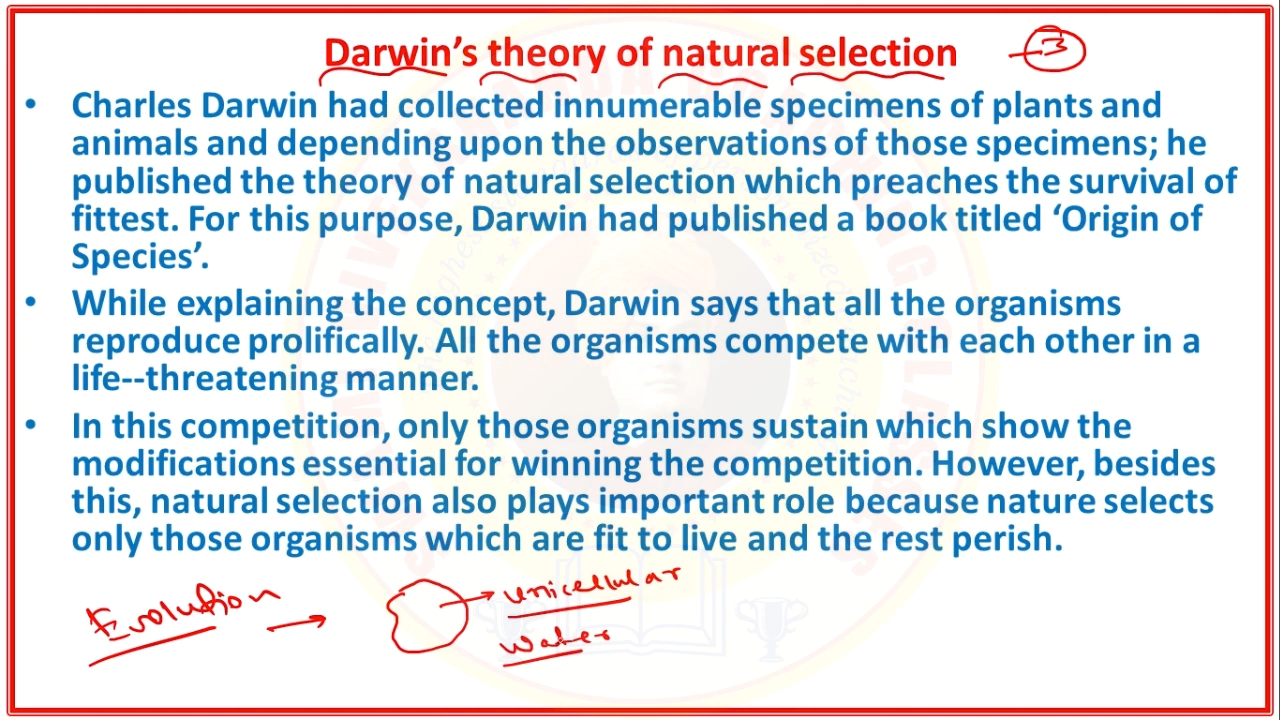 Darwin’s theory of natural selection
3
• Charles Darwin had collected innumerable specimens of plants and
animals and depending upon the observations of those specimens; he
published the theory of natural selection which preaches the survival of
fittest. For this purpose, Darwin had published a book titled ‘Origin of
Species’.
• While explaining the concept, Darwin says that all the organisms
reproduce prolifically. All the organisms compete with each other in a
life--threatening manner.
• In this competition, only those organisms sustain which show the
modifications essential for winning the competition. However, besides
this, natural selection also plays important role because nature selects
only those organisms which are fit to live and the rest perish.
Evolution
unicellular
water